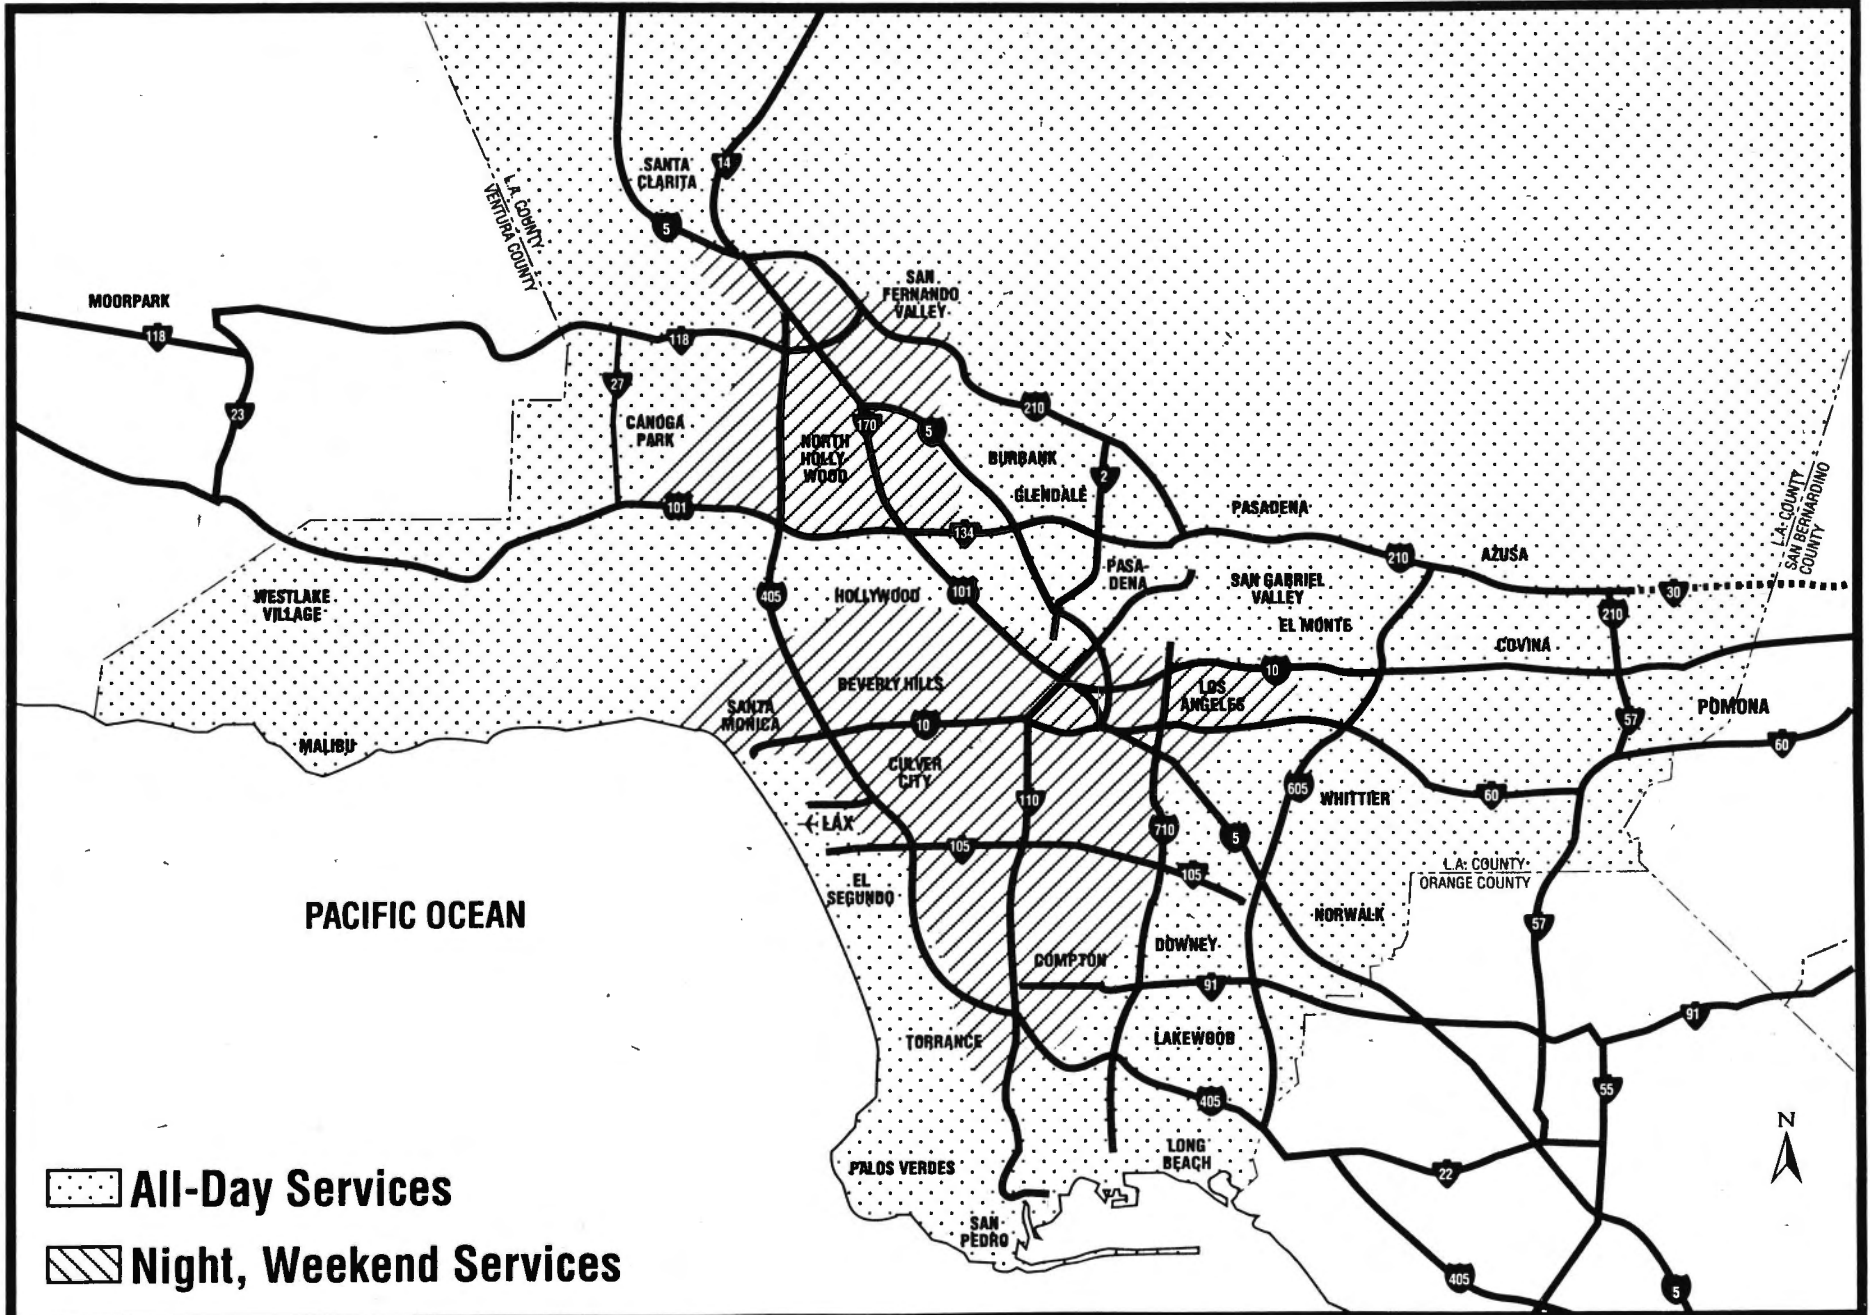 14
SANTA
CLARITA
5
L.A. COUNTY
VENTURA COUNTY
SAN
FERNANDO
VALLEY
MOORPARK
118
118
27
23
210
CANOGA
PARK
170
5
NORTH
HOLLY
WOOD
BURBANK
2
GLENDALE
101
134
PASADENA
L.A. COUNTY
SAN BERNARDINO
COUNTY
210
AZUSA
PASA-
DENA
SAN GABRIEL
VALLEY
30
WESTLAKE
VILLAGE
405
HOLLYWOOD
101
210
EL MONTE
COVINA
10
BEVERLY HILLS
LOS
ANGELES
SANTA
MONICA
10
57
POMONA
MALIBU
60
CULVER
CITY
110
605
WHITTIER
60
LAX
710
5
105
105
L.A. COUNTY
ORANGE COUNTY
EL
SEGUNDO
PACIFIC OCEAN
NORWALK
57
DOWNEY
COMPTON
91
91
TORRANCE
LAKEWOOD
55
405
N
LONG
BEACH
PALOS VERDES
22
All-Day Services
SAN
PEDRO
Night, Weekend Services
405
5